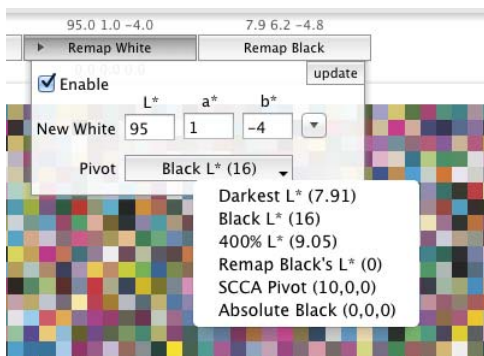 95.0 1.0 -4.0 7.9 6.2 -4.8
Remap White Remap Black
Enable update
L* a* b*
New White 95 1 -4
Pivot Black L* (16)
Darkest L* (7.91)
Black L* (16)
400% L* (9.05)
Remap Black's L* (0)
SCCA Pivot (10,0,0)
Absolute Black (0,0,0)